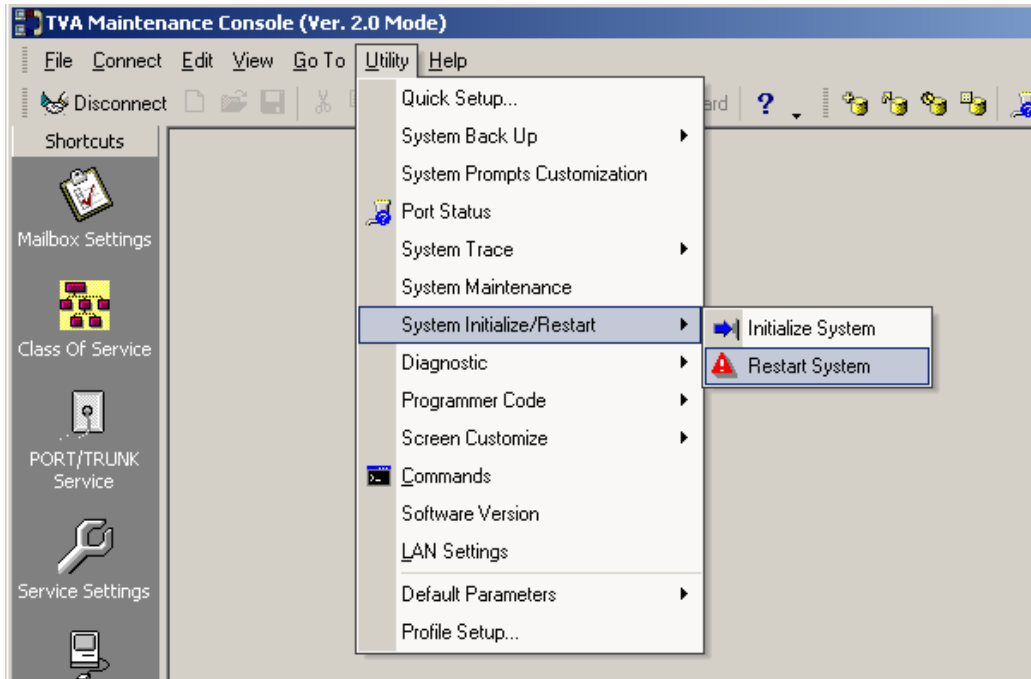 TVA Maintenance Console (Ver. 2.0 Mode)
File Connect Edit View Go To Utility Help
Disconnect
?
Shortcuts
Mailbox Settings
Class Of Service
PORT/TRUNK
Service
Service Settings
Quick Setup...
System Back Up
System Prompts Customization
Port Status
System Trace
System Maintenance
System Initialize/Restart
Diagnostic
Programmer Code
Screen Customize
Commands
Software Version
LAN Settings
Default Parameters
Profile Setup...
Initialize System
Restart System